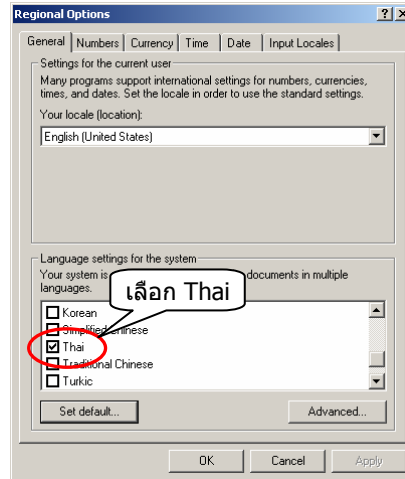 Regional Options
General Numbers Currency Time Date Input Locales
Settings for the current user
Many programs support international settings for numbers, currencies,
times, and dates. Set the locale in order to use the standard settings.
Your locale (location):
English (United States)
Language settings for the system
Your system is documents in multiple
languages.
เลือก Thai
Korean
Simplified Chinese
Thai
Traditional Chinese
Turkic
Set default... Advanced...
OK Cancel Apply